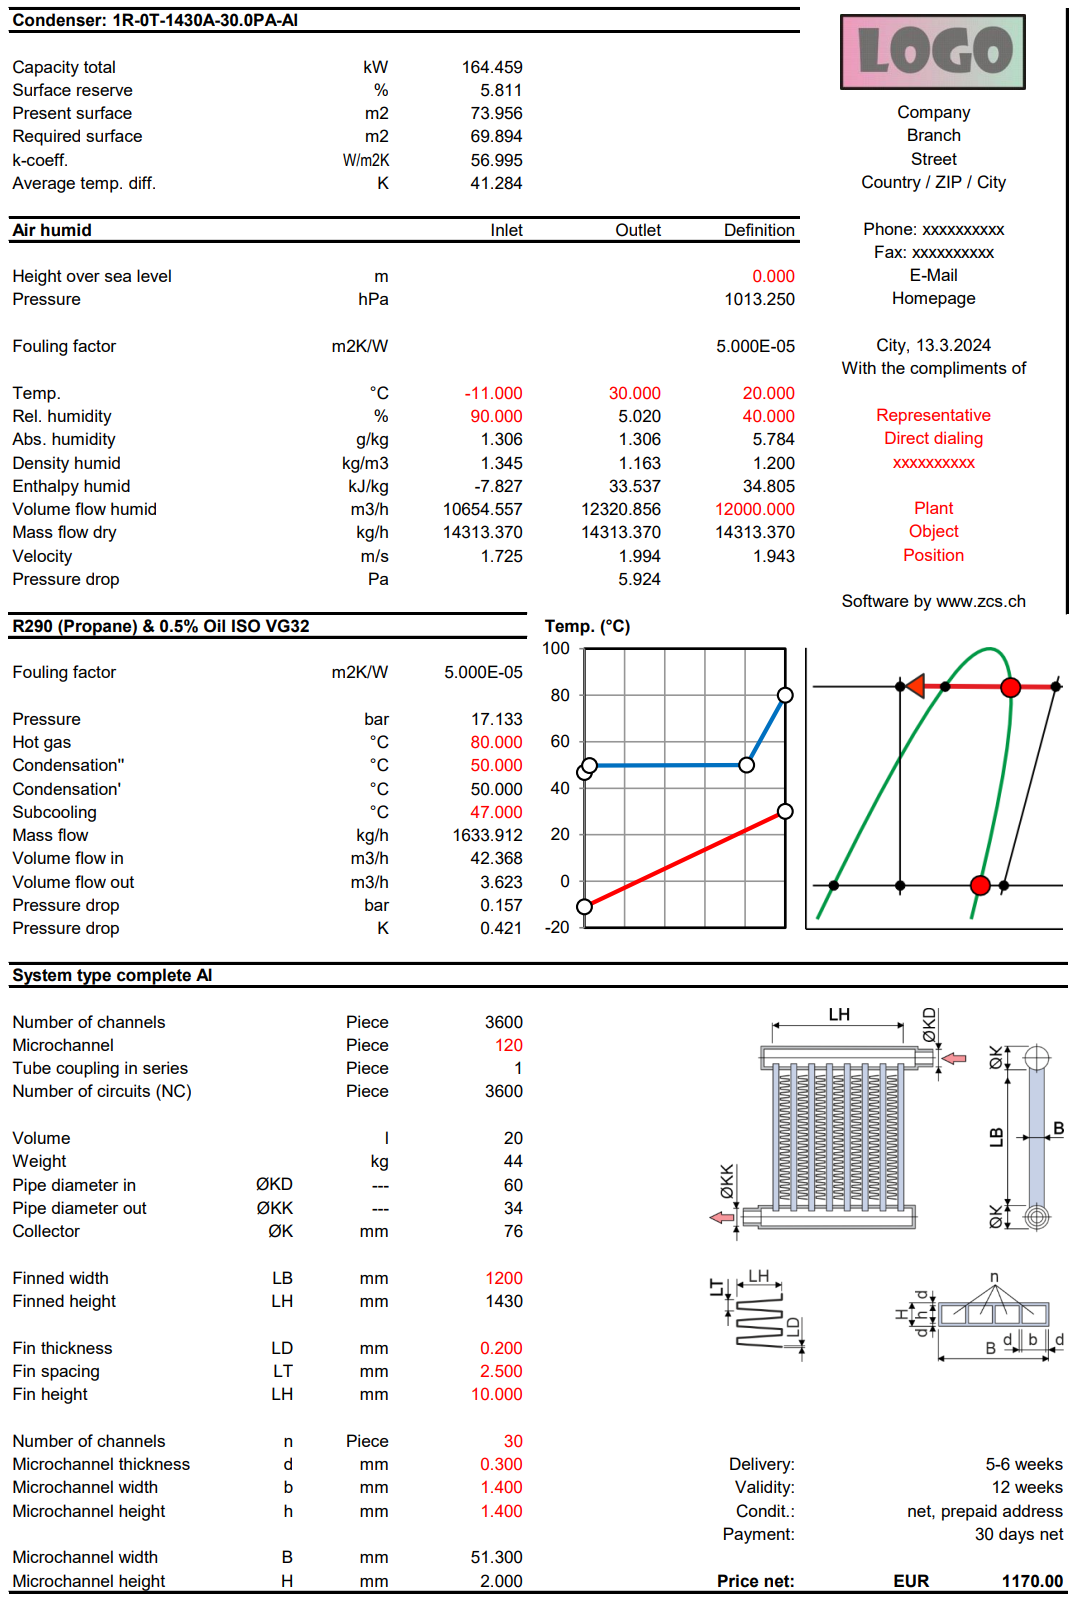 Condenser: 1R-0T-1430A-30.0PA-Al
LOGO
Capacity total kW 164.459
Surface reserve % 5.811
Present surface m2 73.956
Required surface m2 69.894
k-coeff. W/m2K 56.995
Average temp. diff. K 41.284
Company
Branch
Street
Country / ZIP / City
Air humid Inlet Outlet Definition
Phone: xxxxxxxxxx
Fax: xxxxxxxxxx
E-Mail
Homepage
Height over sea level m 0.000
Pressure hPa 1013.250
Fouling factor m2K/W 5.000E-05
City, 13.3.2024
With the compliments of
Temp. °C -11.000 30.000 20.000
Rel. humidity % 90.000 5.020 40.000
Abs. humidity g/kg 1.306 1.306 5.784
Density humid kg/m3 1.345 1.163 1.200
Enthalpy humid kJ/kg -7.827 33.537 34.805
Volume flow humid m3/h 10654.557 12320.856 12000.000
Mass flow dry kg/h 14313.370 14313.370 14313.370
Velocity m/s 1.725 1.994 1.943
Pressure drop Pa 5.924
Representative
Direct dialing
xxxxxxxxxx
Plant
Object
Position
Software by www.zcs.ch
R290 (Propane) & 0.5% Oil ISO VG32
Fouling factor m2K/W 5.000E-05
Pressure bar 17.133
Hot gas °C 80.000
Condensation" °C 50.000
Condensation' °C 50.000
Subcooling °C 47.000
Mass flow kg/h 1633.912
Volume flow in m3/h 42.368
Volume flow out m3/h 3.623
Pressure drop bar 0.157
Pressure drop K 0.421
Temp. (°C)
100
80
60
40
20
0
-20
System type complete Al
Number of channels Piece 3600
Microchannel Piece 120
Tube coupling in series Piece 1
Number of circuits (NC) Piece 3600
Volume l 20
Weight kg 44
Pipe diameter in ØKD --- 60
Pipe diameter out ØKK --- 34
Collector ØK mm 76
Finned width LB mm 1200
Finned height LH mm 1430
Fin thickness LD mm 0.200
Fin spacing LT mm 2.500
Fin height LH mm 10.000
Number of channels n Piece 30
Microchannel thickness d mm 0.300
Microchannel width b mm 1.400
Microchannel height h mm 1.400
Microchannel width B mm 51.300
Microchannel height H mm 2.000
LH
ØKD
ØKK
ØK
LB
B
ØK
LT
LH
LD
n
d
H
h
d
d
b
d
B
Delivery: 5-6 weeks
Validity: 12 weeks
Condit.: net, prepaid address
Payment: 30 days net
Price net: EUR 1170.00